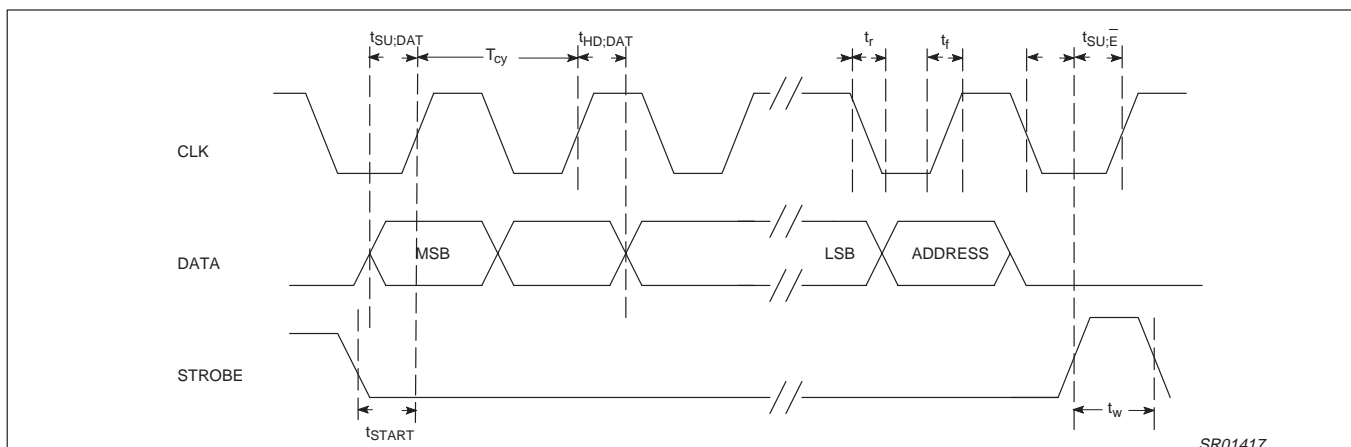 tSU;DAT Tcy tHD;DAT tr tf tSU;E̅
CLK
DATA MSB LSB ADDRESS
STROBE
tSTART tw
SR01417